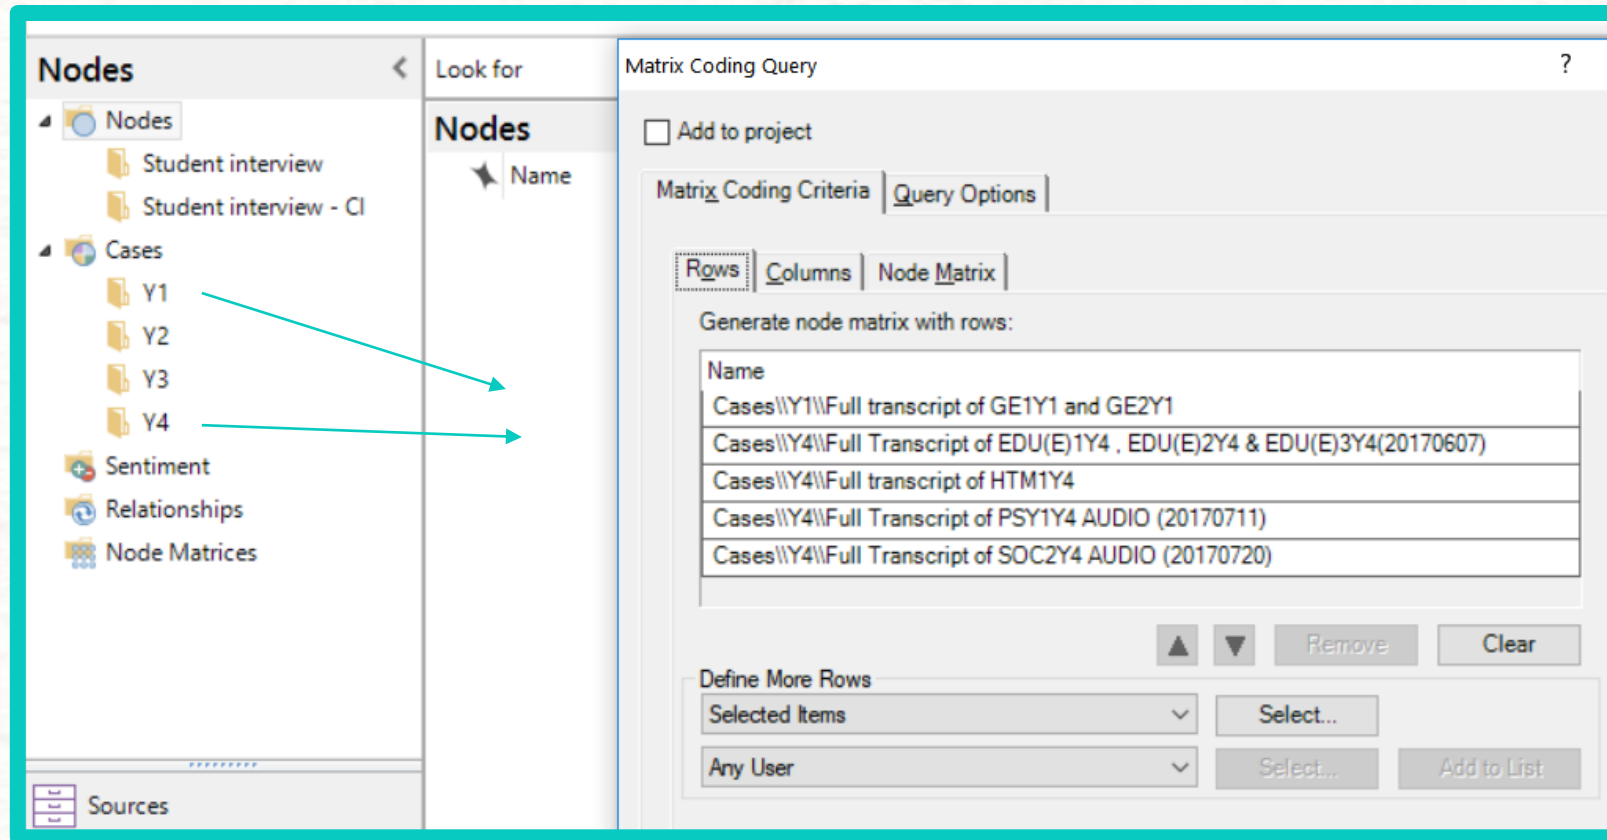 Nodes
Nodes
Student interview
Student interview - CI
Cases
Y1
Y2
Y3
Y4
Sentiment
Relationships
Node Matrices
Sources
Look for
Nodes
Name
Matrix Coding Query
?
Add to project
Matrix Coding Criteria
Query Options
Rows
Columns
Node Matrix
Generate node matrix with rows:
Name
Cases\\Y1\\Full transcript of GE1Y1 and GE2Y1
Cases\\Y4\\Full Transcript of EDU(E)1Y4 , EDU(E)2Y4 & EDU(E)3Y4(20170607)
Cases\\Y4\\Full transcript of HTM1Y4
Cases\\Y4\\Full Transcript of PSY1Y4 AUDIO (20170711)
Cases\\Y4\\Full Transcript of SOC2Y4 AUDIO (20170720)
Remove
Clear
Define More Rows
Selected Items
Select...
Any User
Select...
Add to List